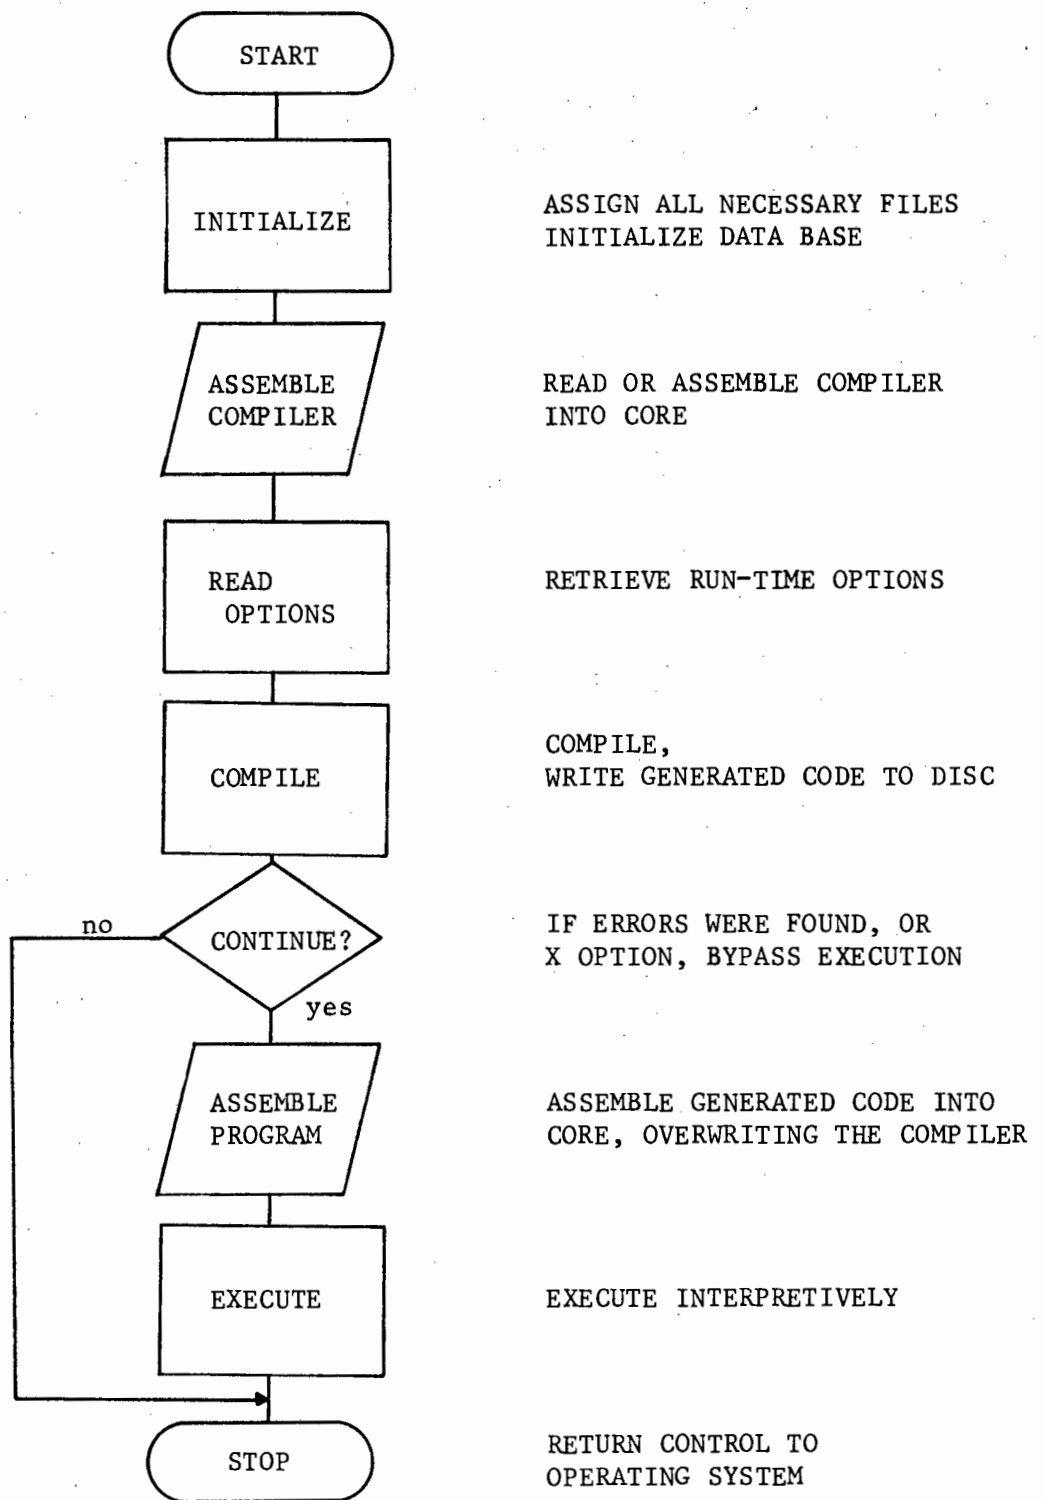 START
INITIALIZE
ASSIGN ALL NECESSARY FILES
INITIALIZE DATA BASE
ASSEMBLE
COMPILER
READ OR ASSEMBLE COMPILER
INTO CORE
READ
OPTIONS
RETRIEVE RUN-TIME OPTIONS
COMPILE
COMPILE,
WRITE GENERATED CODE TO DISC
no
CONTINUE?
yes
IF ERRORS WERE FOUND, OR
X OPTION, BYPASS EXECUTION
ASSEMBLE
PROGRAM
ASSEMBLE GENERATED CODE INTO
CORE, OVERWRITING THE COMPILER
EXECUTE
EXECUTE INTERPRETIVELY
STOP
RETURN CONTROL TO
OPERATING SYSTEM